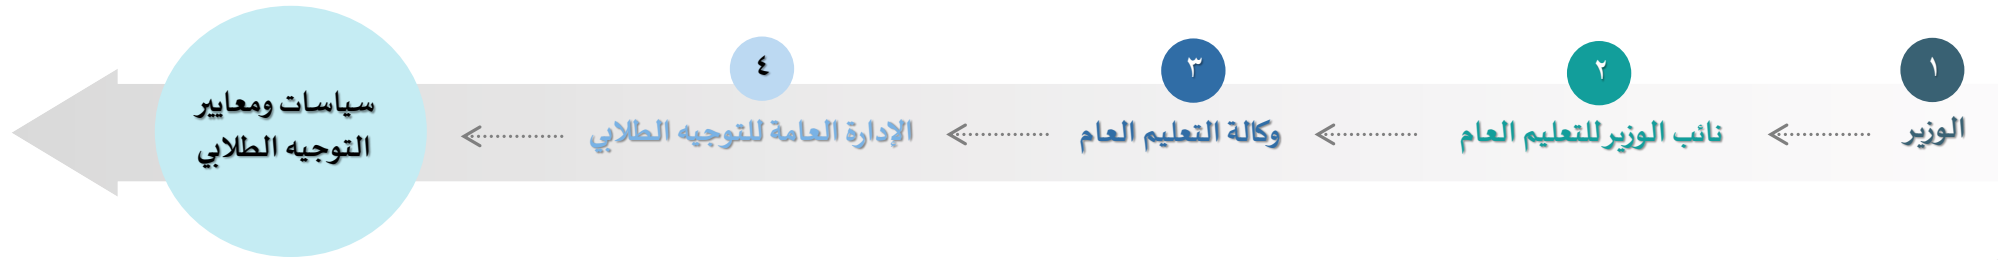 ١
الوزير
٢
نائب الوزير للتعليم العام
٣
وكالة التعليم العام
٤
الإدارة العامة للتوجيه الطلابي
سياسات ومعايير
التوجيه الطلابي